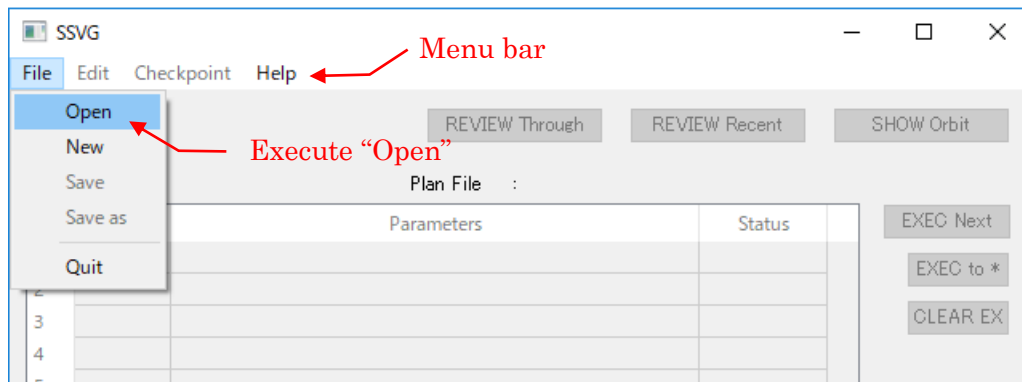 SSVG
Menu bar
File Edit Checkpoint Help
Open
REVIEW Through REVIEW Recent SHOW Orbit
New
Execute “Open”
Save
Plan File :
Save as
Parameters Status
EXEC Next
Quit
EXEC to *
3
CLEAR EX
4